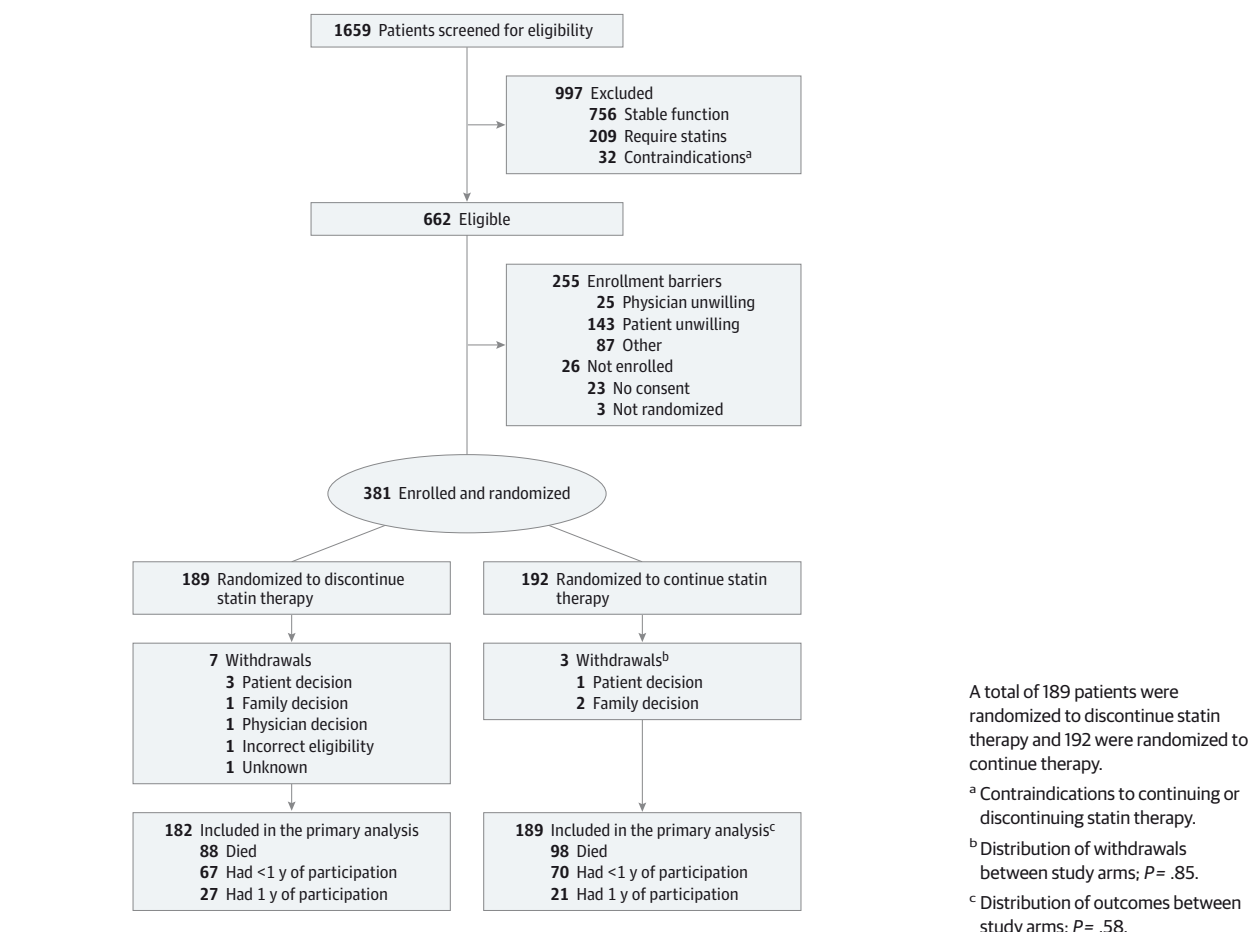 1659 Patients screened for eligibility
997 Excluded
756 Stable function
209 Require statins
32 Contraindicationsᵃ
662 Eligible
255 Enrollment barriers
25 Physician unwilling
143 Patient unwilling
87 Other
26 Not enrolled
23 No consent
3 Not randomized
381 Enrolled and randomized
189 Randomized to discontinue
statin therapy
192 Randomized to continue statin
therapy
7 Withdrawals
3 Patient decision
1 Family decision
1 Physician decision
1 Incorrect eligibility
1 Unknown
3 Withdrawalsᵇ
1 Patient decision
2 Family decision
182 Included in the primary analysis
88 Died
67 Had <1 y of participation
27 Had 1 y of participation
189 Included in the primary analysisᶜ
98 Died
70 Had <1 y of participation
21 Had 1 y of participation
A total of 189 patients were
randomized to discontinue statin
therapy and 192 were randomized to
continue therapy.
ᵃ Contraindications to continuing or
discontinuing statin therapy.
ᵇ Distribution of withdrawals
between study arms; P = .85.
ᶜ Distribution of outcomes between
study arms; P = .58.